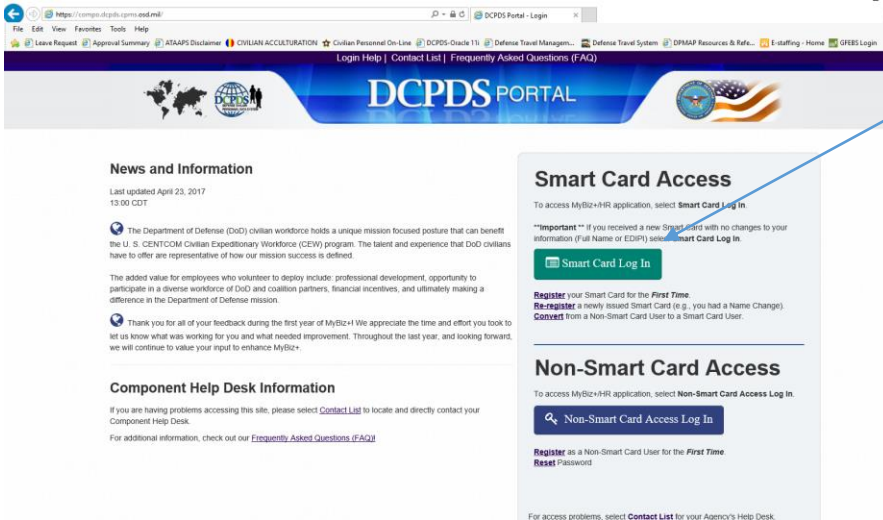 https://compo.dcpds.cpms.osd.mil/
DCPDS Portal - Login
File Edit View Favorites Tools Help
Leave Request Approval Summary ATAAPS Disclaimer CIVILIAN ACCULTURATION Civilian Personnel On-Line DCPDS-Oracle 11i Defense Travel Managem... Defense Travel System DPMAP Resources & Refe... E-staffing - Home GFEBS Login
Login Help | Contact List | Frequently Asked Questions (FAQ)
DCPDS
DCPDS PORTAL
News and Information
Last updated April 23, 2017
13:00 CDT
The Department of Defense (DoD) civilian workforce holds a unique mission focused posture that can benefit
the U. S. CENTCOM Civilian Expeditionary Workforce (CEW) program. The talent and experience that DoD civilians
have to offer are representative of how our mission success is defined.
The added value for employees who volunteer to deploy include: professional development, opportunity to
participate in a diverse workforce of DoD and coalition partners, financial incentives, and ultimately making a
difference in the Department of Defense mission.
Thank you for all of your feedback during the first year of MyBiz+! We appreciate the time and effort you took to
let us know what was working for you and what needed improvement. Throughout the last year, and looking forward,
we will continue to value your input to enhance MyBiz+.
Component Help Desk Information
If you are having problems accessing this site, please select Contact List to locate and directly contact your
Component Help Desk.
For additional information, check out our Frequently Asked Questions (FAQ)!
Smart Card Access
To access MyBiz+/HR application, select Smart Card Log In.
**Important ** If you received a new Smart Card with no changes to your
information (Full Name or EDIPI) select Smart Card Log In.
Smart Card Log In
Register your Smart Card for the First Time.
Re-register a newly issued Smart Card (e.g., you had a Name Change).
Convert from a Non-Smart Card User to a Smart Card User.
Non-Smart Card Access
To access MyBiz+/HR application, select Non-Smart Card Access Log In.
Non-Smart Card Access Log In
Register as a Non-Smart Card User for the First Time.
Reset Password
For access problems, select Contact List for your Agency's Help Desk.